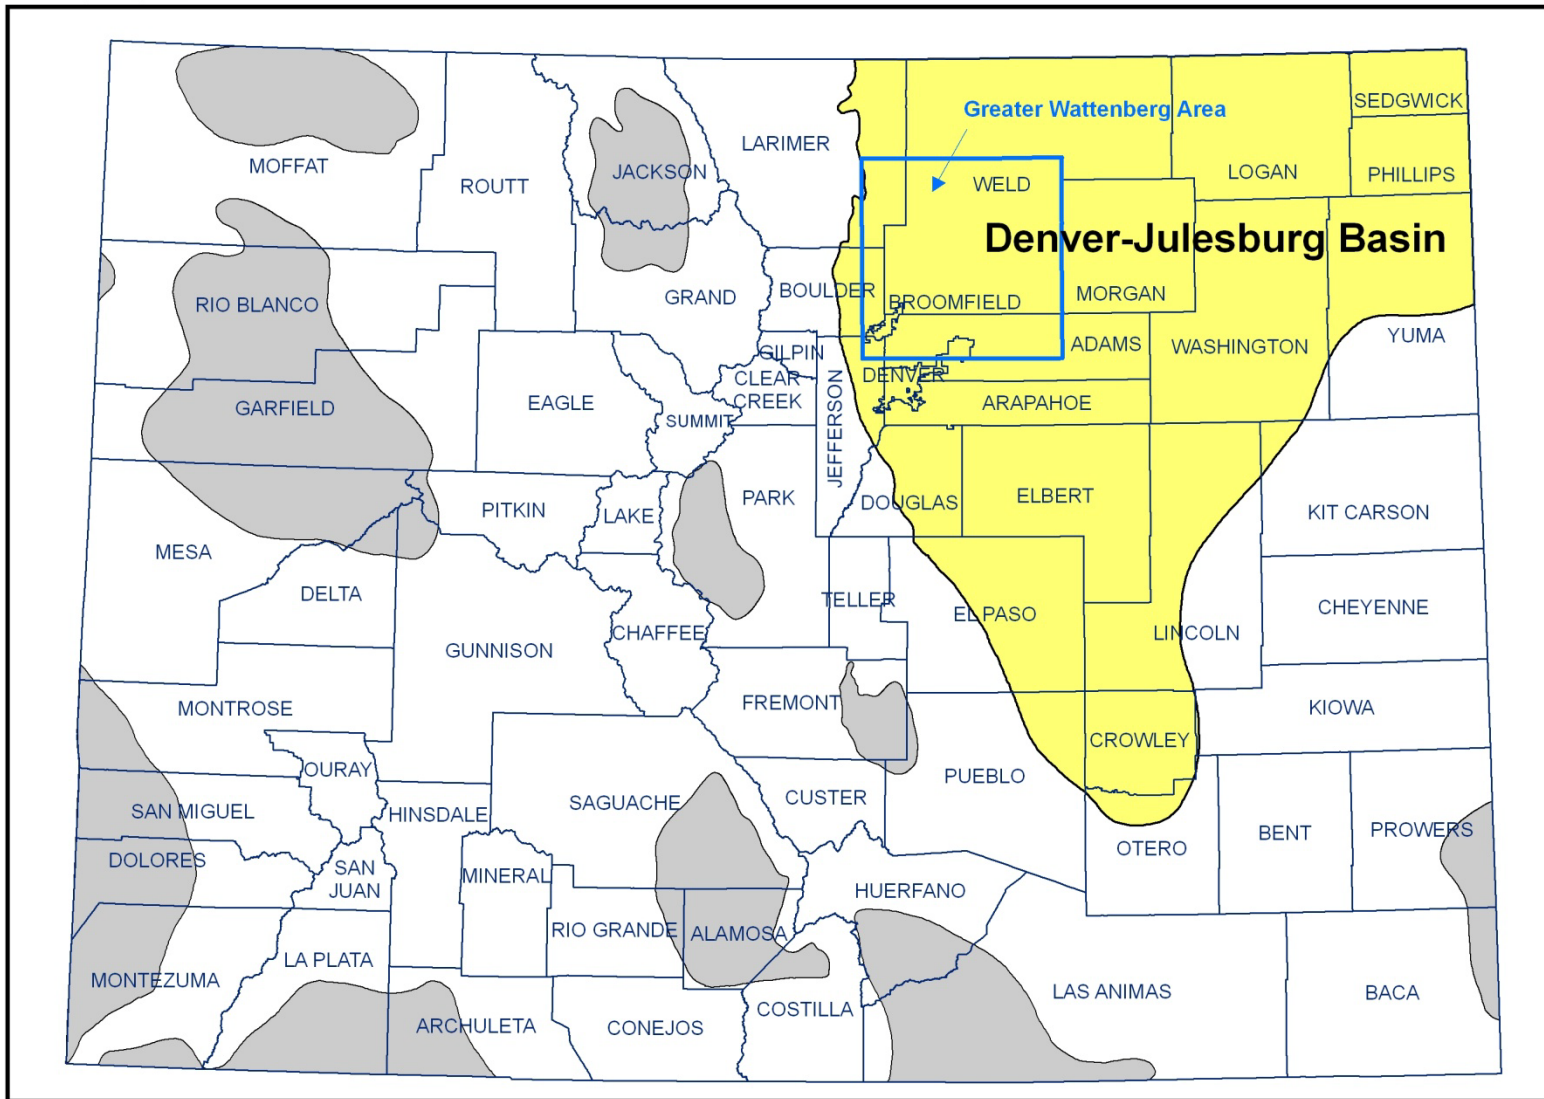 SEDGWICK
Greater Wattenberg Area
LARIMER
MOFFAT
JACKSON
LOGAN
PHILLIPS
ROUTT
WELD
Denver-Julesburg Basin
RIO BLANCO
GRAND
BOULDER
BROOMFIELD
MORGAN
YUMA
GILPIN
ADAMS
WASHINGTON
CLEAR
CREEK
DENVER
GARFIELD
EAGLE
SUMMIT
JEFFERSON
ARAPAHOE
PITKIN
LAKE
PARK
DOUGLAS
ELBERT
KIT CARSON
MESA
DELTA
TELLER
EL PASO
CHEYENNE
GUNNISON
CHAFFEE
LINCOLN
MONTROSE
FREMONT
KIOWA
CROWLEY
OURAY
PUEBLO
SAN MIGUEL
HINSDALE
SAGUACHE
CUSTER
BENT
PROWERS
OTERO
DOLORES
SAN
JUAN
MINERAL
HUERFANO
RIO GRANDE
ALAMOSA
LA PLATA
MONTEZUMA
LAS ANIMAS
BACA
ARCHULETA
CONEJOS
COSTILLA